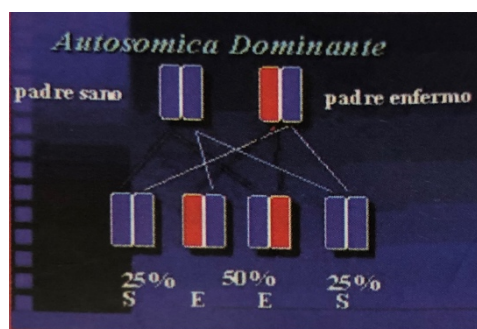 Autosomica Dominante
padre sano
padre enfermo
25% 50% 25%
S E E S